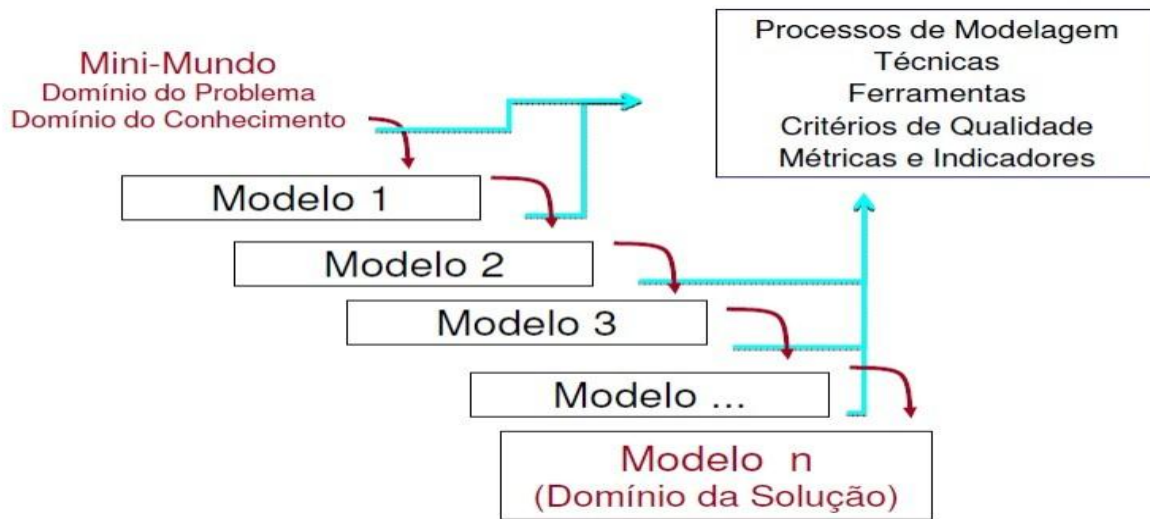 Mini-Mundo
Domínio do Problema
Domínio do Conhecimento
Processos de Modelagem
Técnicas
Ferramentas
Critérios de Qualidade
Métricas e Indicadores
Modelo 1
Modelo 2
Modelo 3
Modelo ...
Modelo n
(Domínio da Solução)